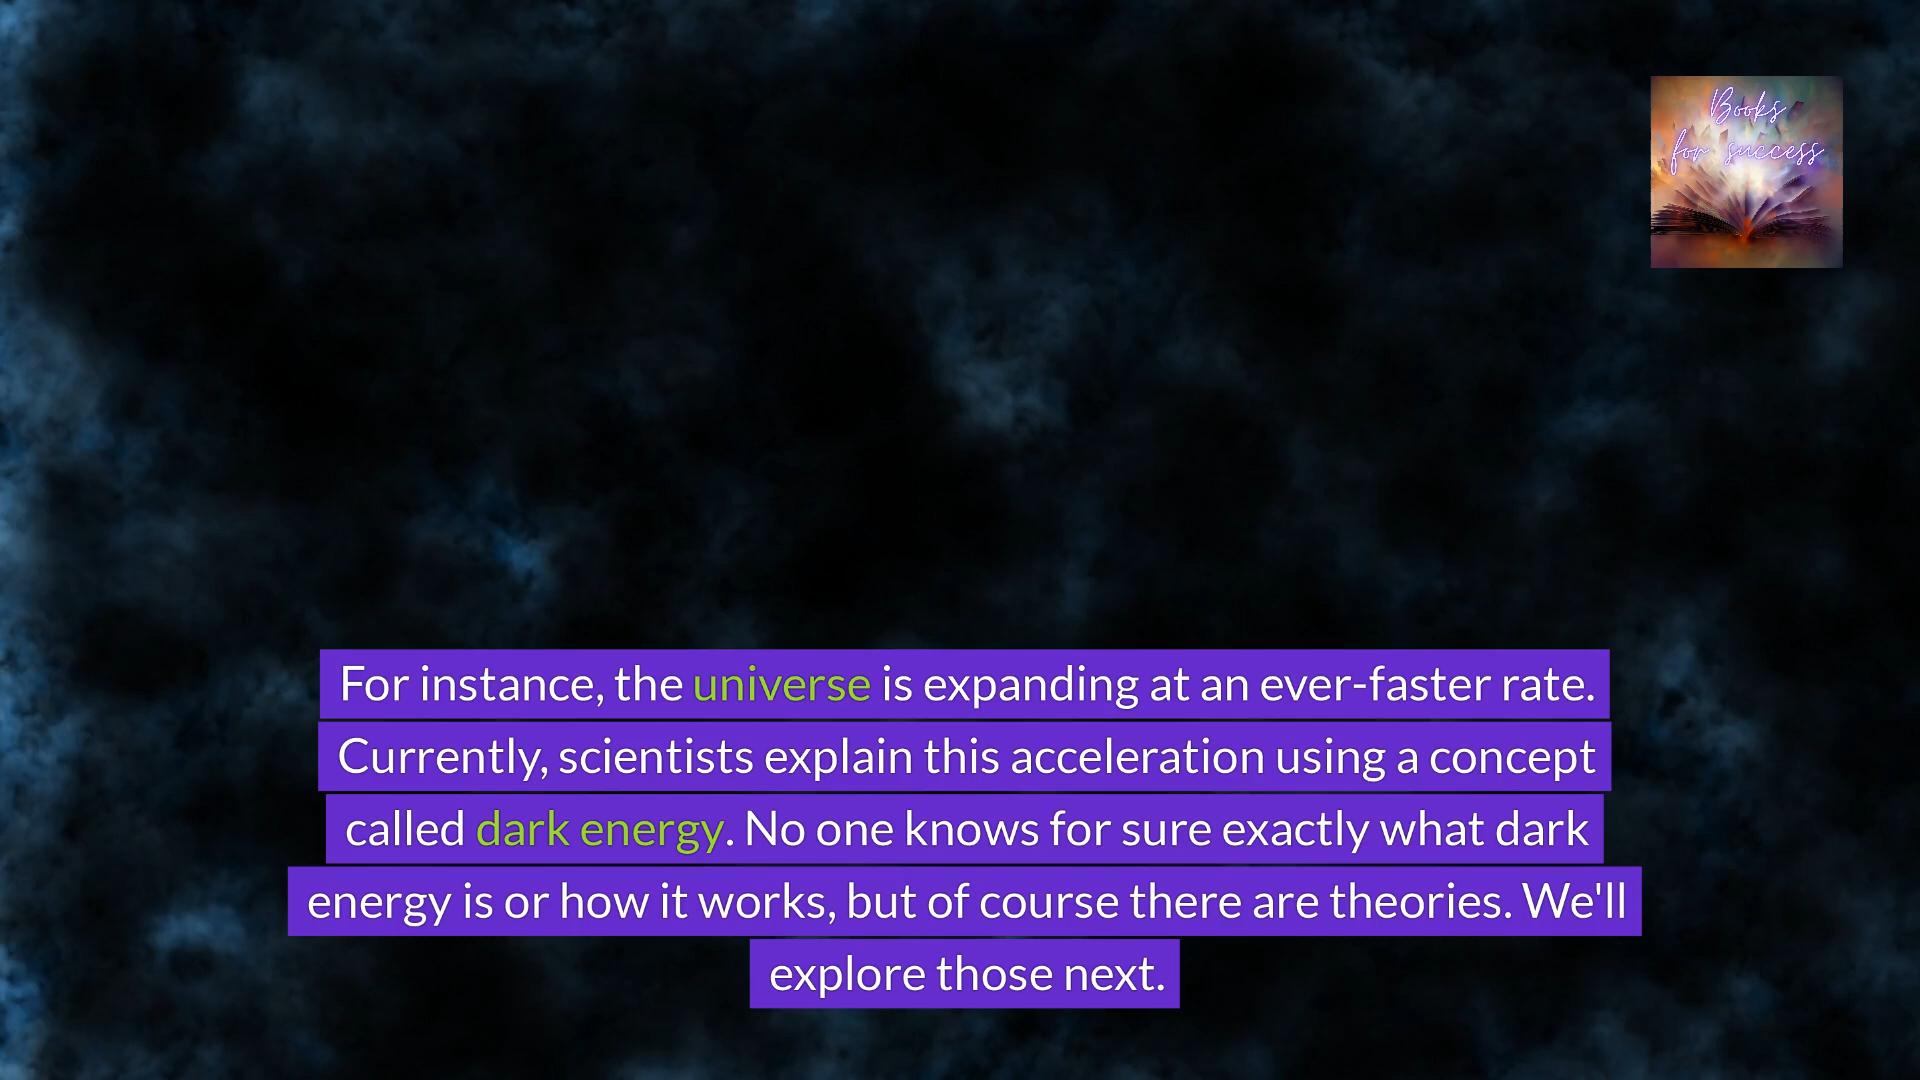 Books
for success
For instance, the universe is expanding at an ever-faster rate.
Currently, scientists explain this acceleration using a concept
called dark energy. No one knows for sure exactly what dark
energy is or how it works, but of course there are theories. We'll
explore those next.